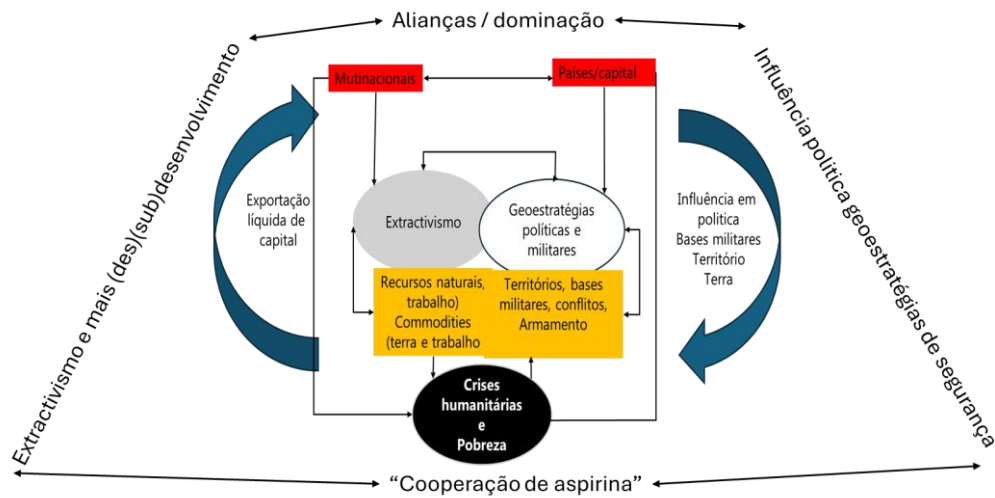 Alianças / dominação
Extractivismo e mais (des)(sub)desenvolvimento
Influência politica geoestratégias de segurança
Mutinacionais
Países/capital
Exportação
líquida de
capital
Extractivismo
Geoestratégias
políticas e
militares
Influência em
politica
Bases militares
Território
Terra
Recursos naturais,
trabalho)
Commodities
(terra e trabalho
Territórios, bases
militares, conflitos,
Armamento
Crises
humanitárias
e
Pobreza
“Cooperação de aspirina”